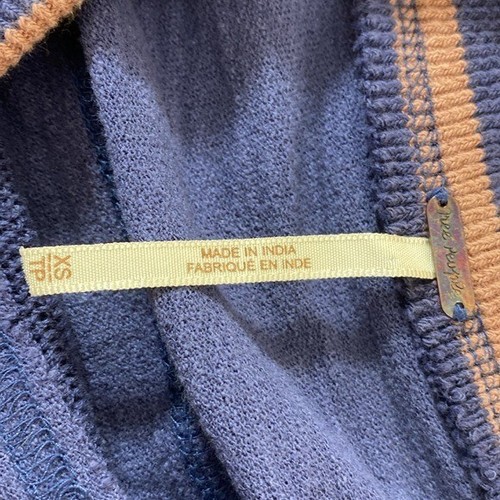 XS
TP
MADE IN INDIA
FABRIQUÉ EN INDE
free people